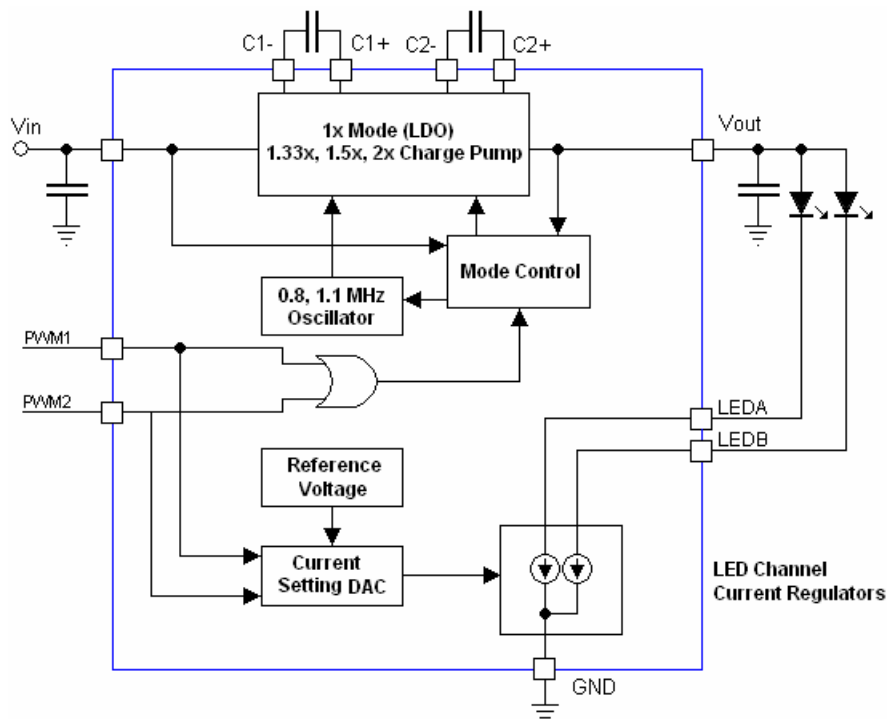 C1-
C1+
C2-
C2+
Vin
1x Mode (LDO)
1.33x, 1.5x, 2x Charge Pump
Vout
Mode Control
0.8, 1.1 MHz
Oscillator
PWM1
PWM2
LEDA
LEDB
Reference
Voltage
Current
Setting DAC
LED Channel
Current Regulators
GND